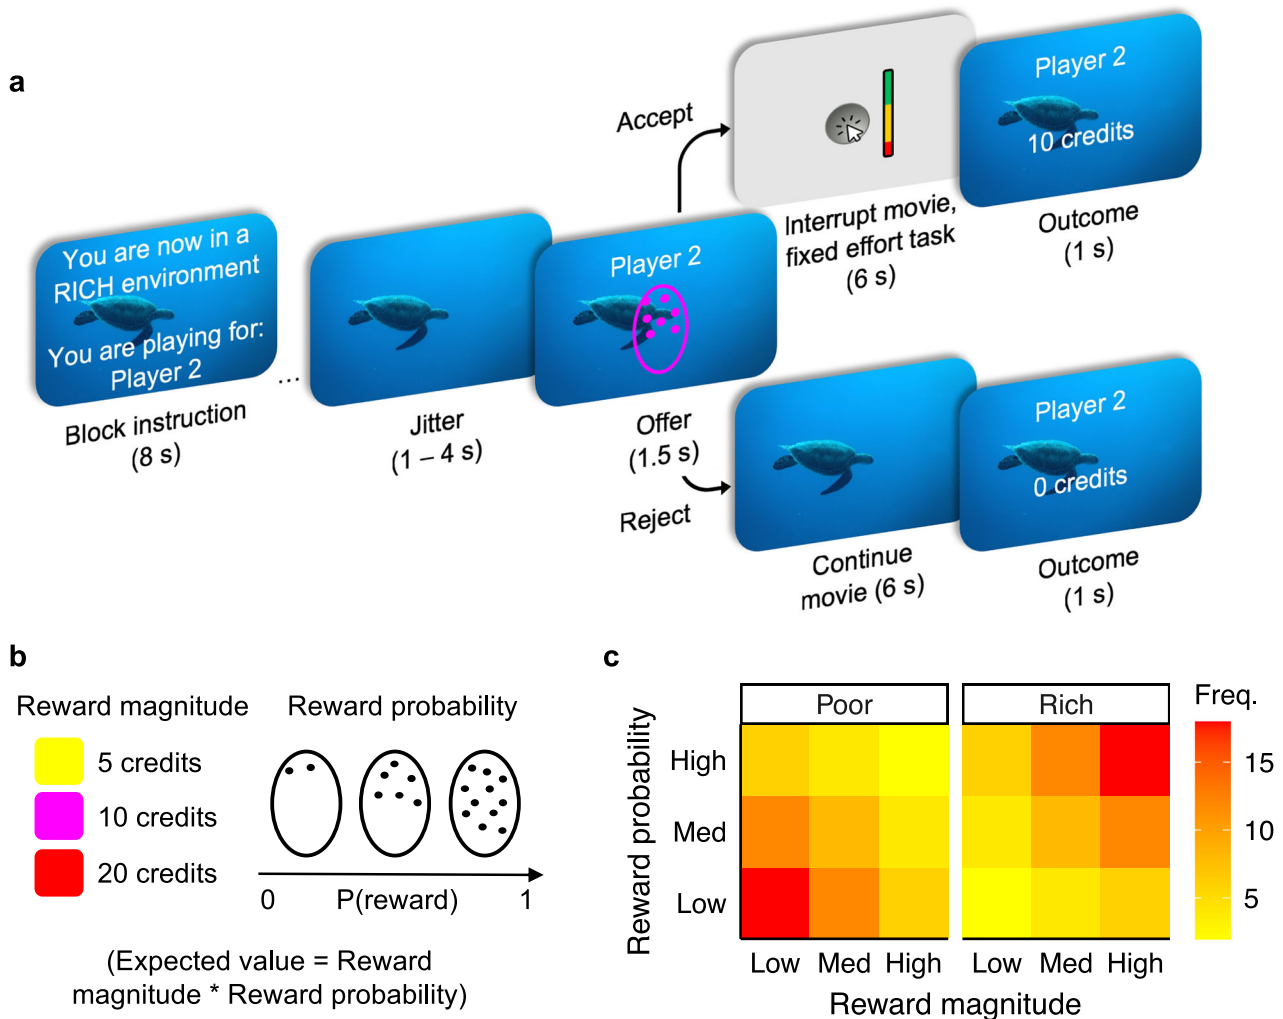 a
You are now in a
RICH environment
You are playing for:
Player 2
Block instruction
(8 s)
...
Jitter
(1 – 4 s)
Player 2
Offer
(1.5 s)
Accept
Interrupt movie,
fixed effort task
(6 s)
Player 2
10 credits
Outcome
(1 s)
Reject
Continue
movie (6 s)
Player 2
0 credits
Outcome
(1 s)
b
Reward magnitude
5 credits
10 credits
20 credits
Reward probability
0
P(reward)
1
(Expected value = Reward
magnitude * Reward probability)
c
Poor
Rich
Reward probability
High
Med
Low
Low Med High
Low Med High
Reward magnitude
Freq.
15
10
5